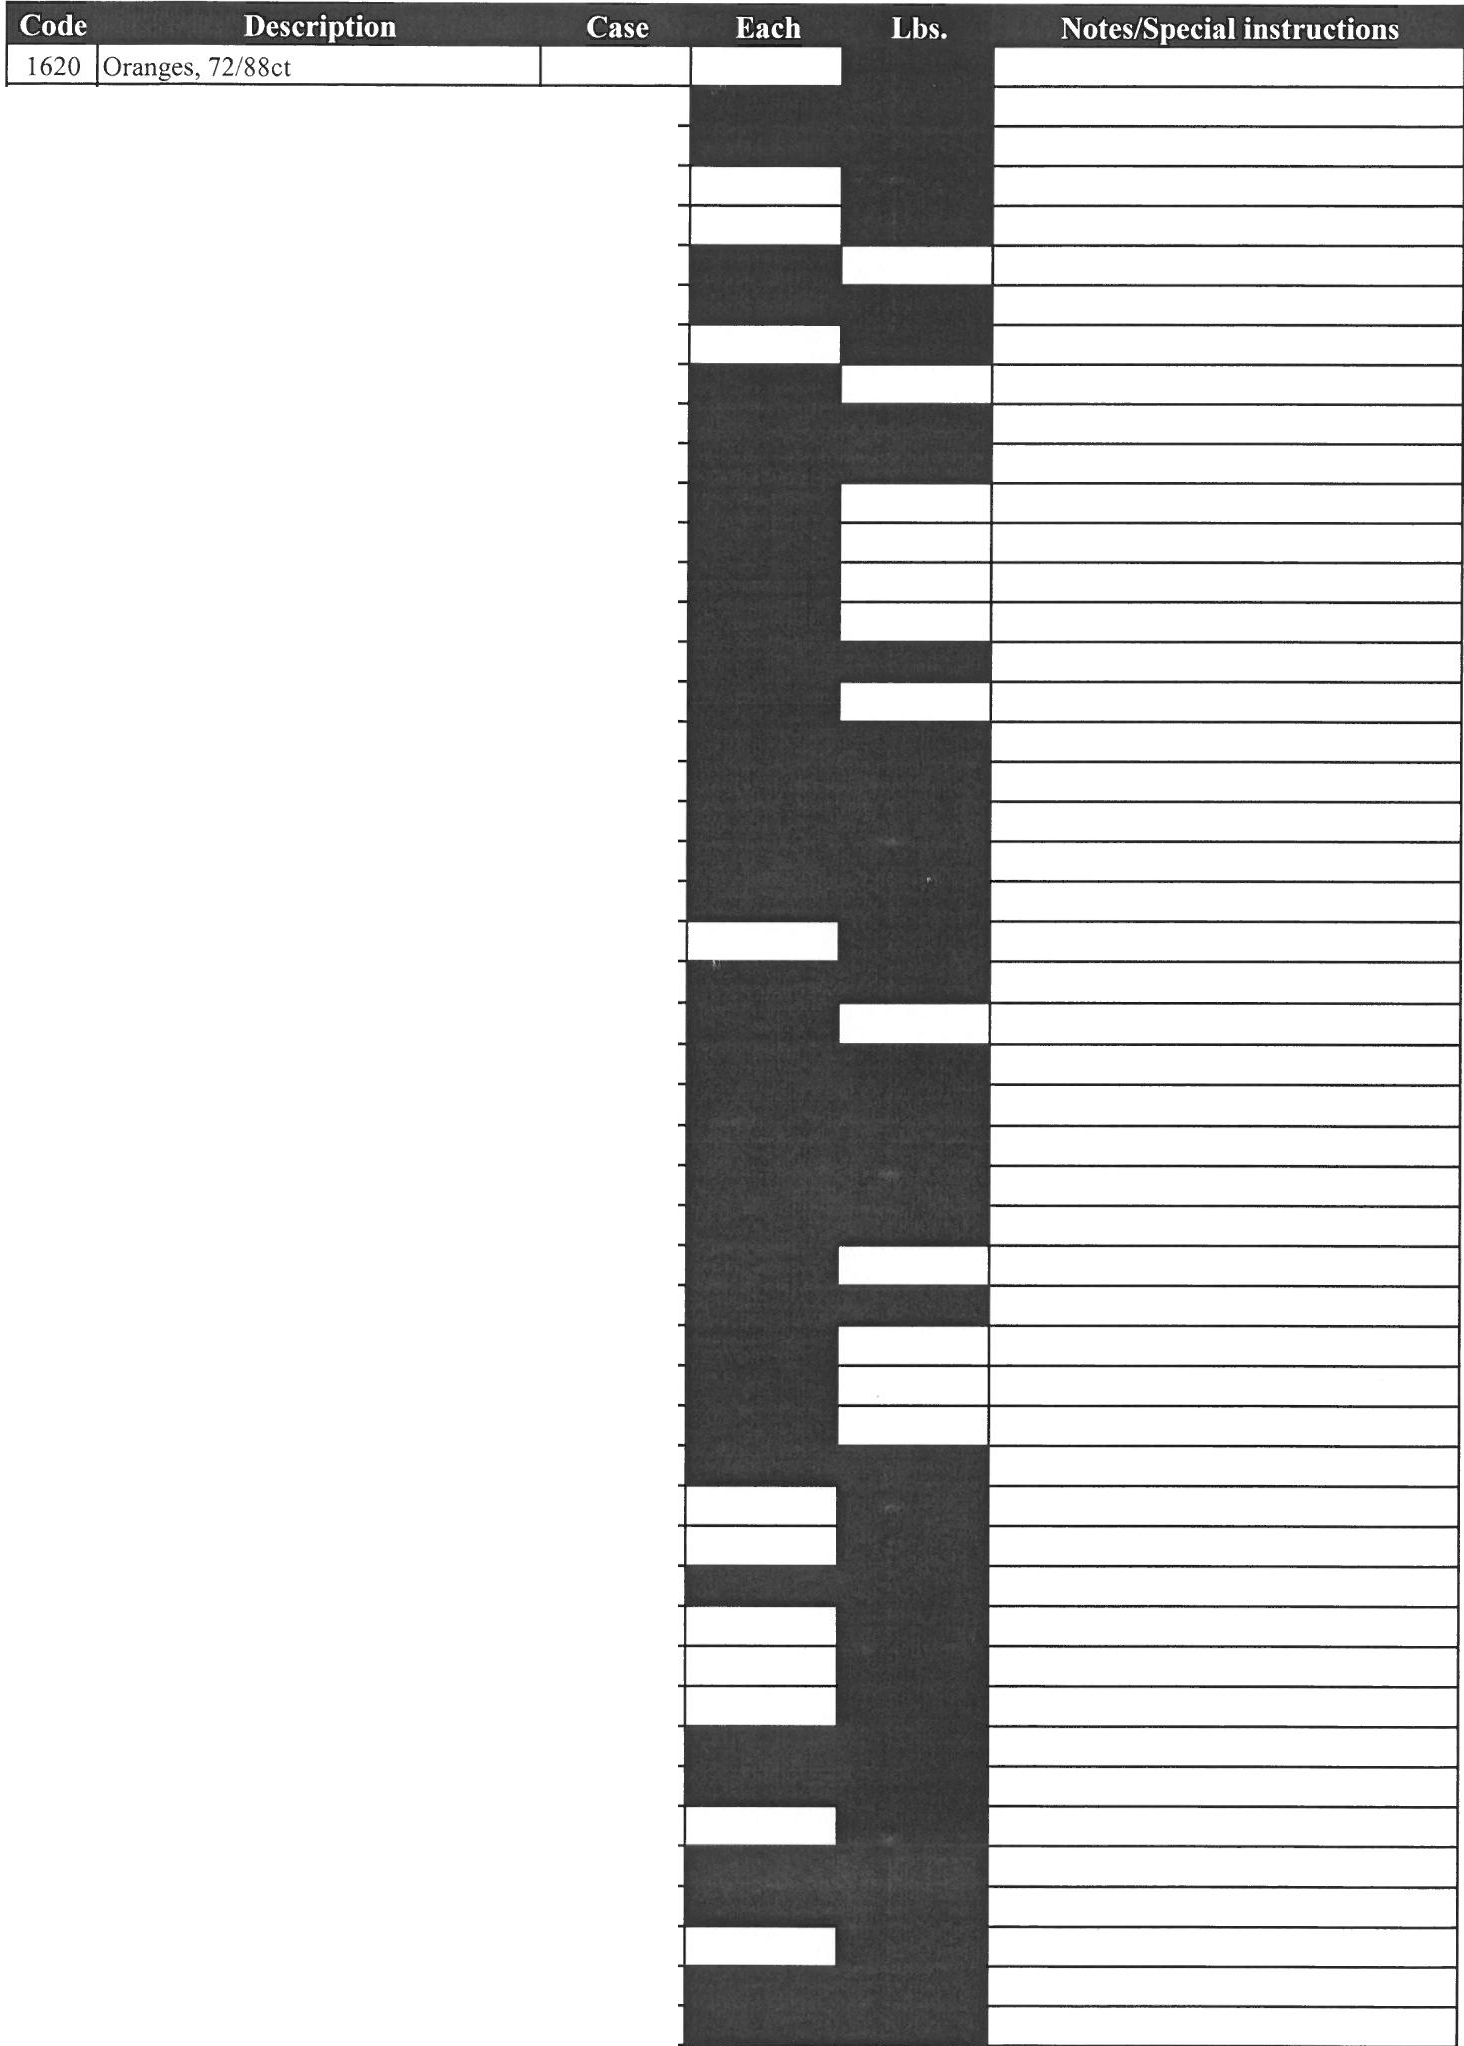 Code Description Case Each Lbs. Notes/Special instructions
1620 Oranges, 72/88ct